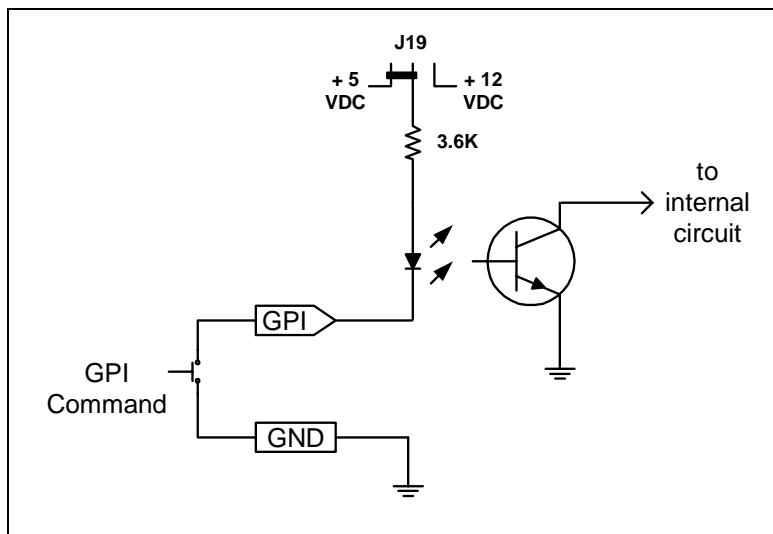 J19
+ 5
VDC
+ 12
VDC
3.6K
to
internal
circuit
GPI
GPI
Command
GND